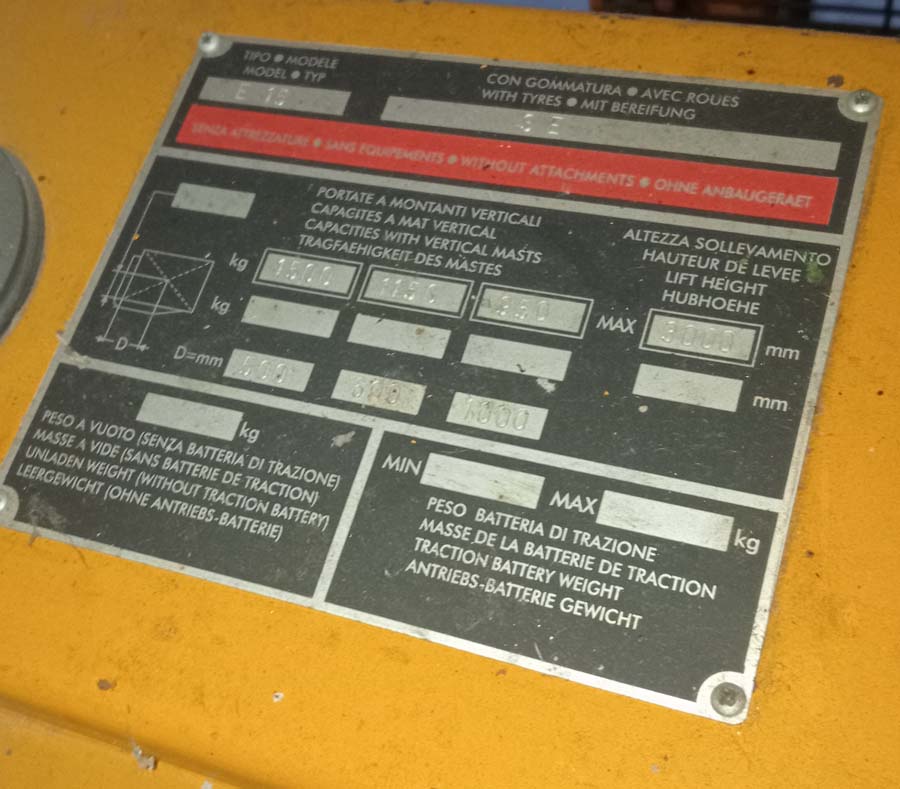 TIPO ● MODELE
MODEL ● TYP
E 15
CON GOMMATURA ● AVEC ROUES
WITH TYRES ● MIT BEREIFUNG
S E
SENZA ATTREZZATURE ● SANS EQUIPEMENTS ● WITHOUT ATTACHMENTS ● OHNE ANBAUGERAET
PORTATE A MONTANTI VERTICALI
CAPACITES A MAT VERTICAL
CAPACITIES WITH VERTICAL MASTS
TRAGFAEHIGKEIT DES MASTES
ALTEZZA SOLLEVAMENTO
HAUTEUR DE LEVEE
LIFT HEIGHT
HUBHOEHE
kg 1500 1150 950 MAX 3000 mm
kg mm
D D=mm 500 1000
kg
PESO A VUOTO (SENZA BATTERIA DI TRAZIONE)
MASSE A VIDE (SANS BATTERIE DE TRACTION)
UNLADEN WEIGHT (WITHOUT TRACTION BATTERY)
LEERGEWICHT (OHNE ANTRIEBS-BATTERIE)
MIN MAX kg
PESO BATTERIA DI TRAZIONE
MASSE DE LA BATTERIE DE TRACTION
TRACTION BATTERY WEIGHT
ANTRIEBS-BATTERIE GEWICHT